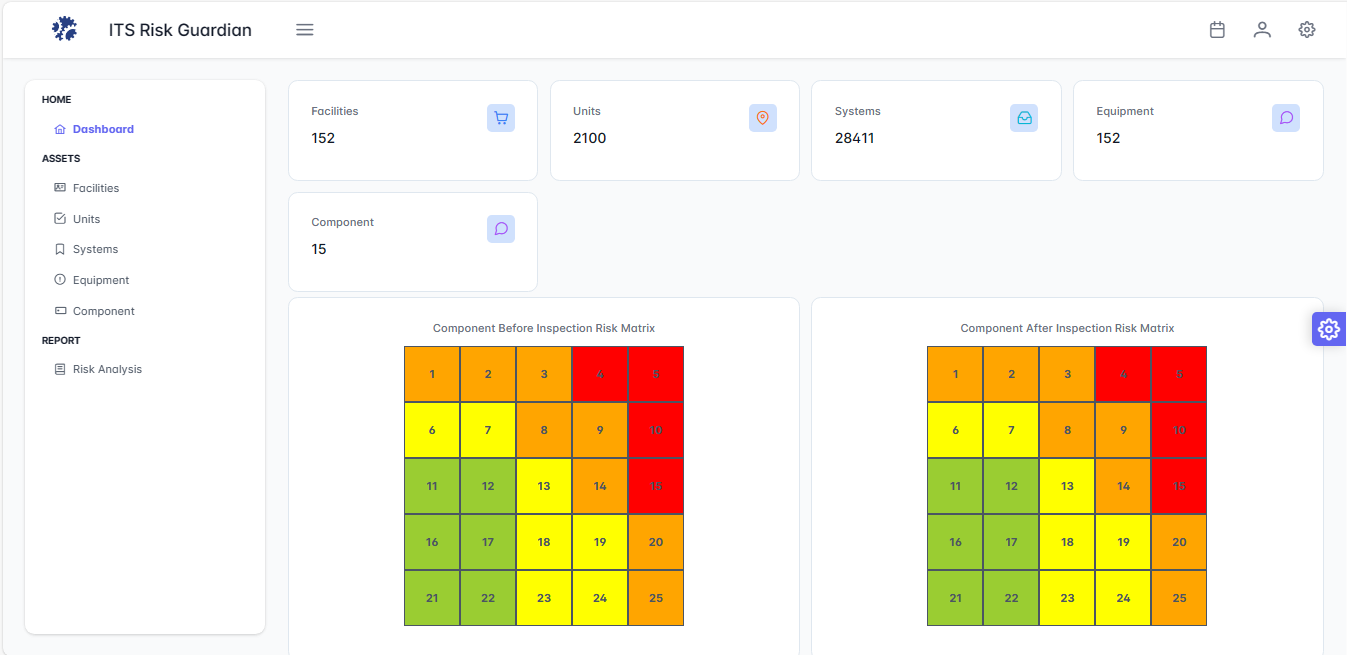 ITS Risk Guardian
HOME
Dashboard
ASSETS
Facilities
Units
Systems
Equipment
Component
REPORT
Risk Analysis
Facilities
152
Units
2100
Systems
28411
Equipment
152
Component
15
Component Before Inspection Risk Matrix
1 2 3 4 5
6 7 8 9 10
11 12 13 14 15
16 17 18 19 20
21 22 23 24 25
Component After Inspection Risk Matrix
1 2 3 4 5
6 7 8 9 10
11 12 13 14 15
16 17 18 19 20
21 22 23 24 25